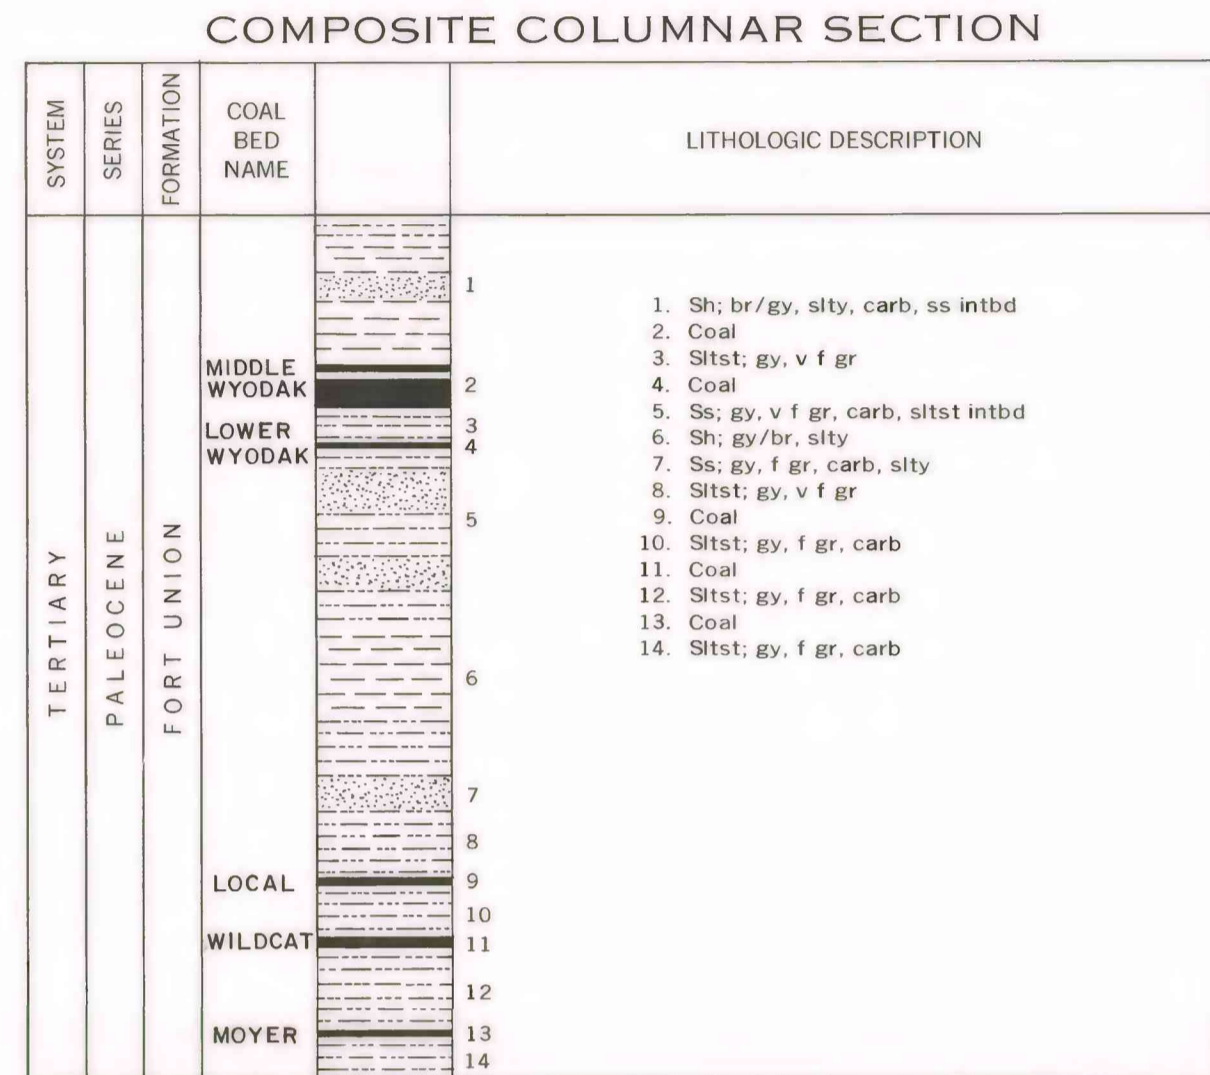 COMPOSITE COLUMNAR SECTION
SYSTEM
SERIES
FORMATION
COAL
BED
NAME
LITHOLOGIC DESCRIPTION
TERTIARY
PALEOCENE
FORT UNION
MIDDLE
WYODAK
LOWER
WYODAK
LOCAL
WILDCAT
MOYER
1
2
3
4
5
6
7
8
9
10
11
12
13
14
1. Sh; br/gy, slty, carb, ss intbd
2. Coal
3. Sltst; gy, v f gr
4. Coal
5. Ss; gy, v f gr, carb, sltst intbd
6. Sh; gy/br, slty
7. Ss; gy, f gr, carb, slty
8. Sltst; gy, v f gr
9. Coal
10. Sltst; gy, f gr, carb
11. Coal
12. Sltst; gy, f gr, carb
13. Coal
14. Sltst; gy, f gr, carb